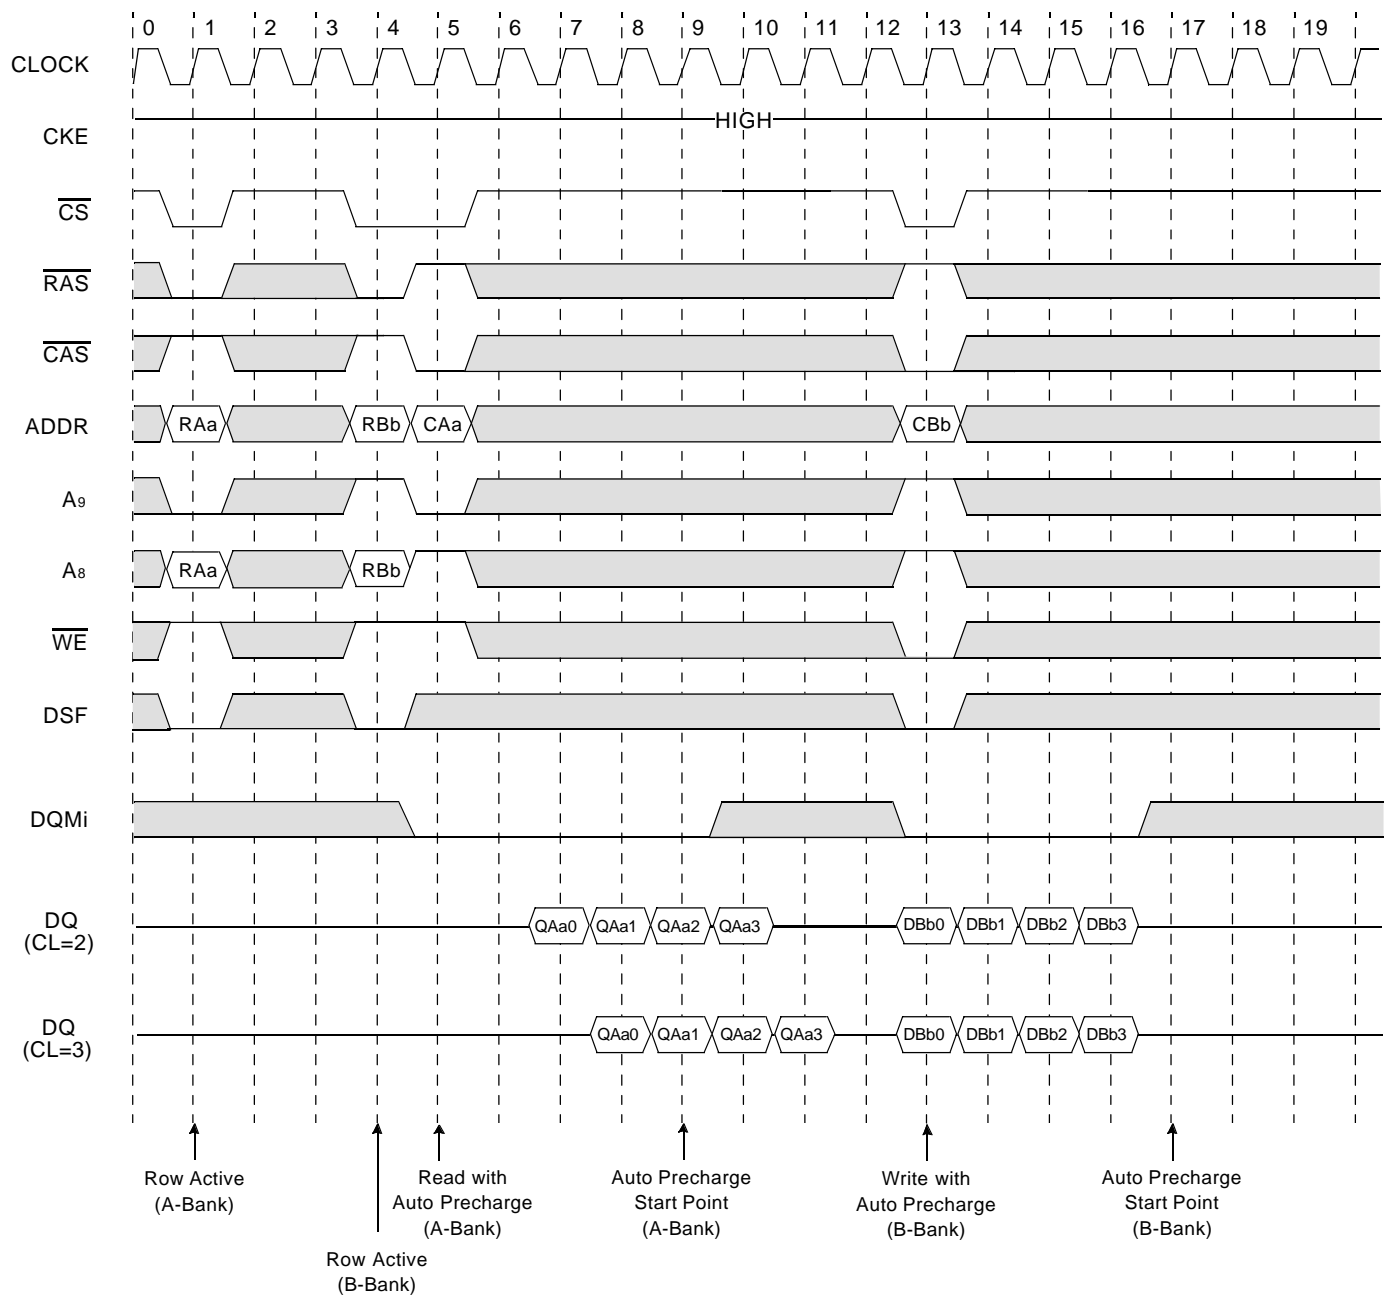 0 1 2 3 4 5 6 7 8 9 10 11 12 13 14 15 16 17 18 19
CLOCK
CKE
HIGH
CS
RAS
CAS
ADDR
RAa RBb CAa CBb
A9
A8
RAa RBb
WE
DSF
DQMi
DQ
(CL=2)
QAa0 QAa1 QAa2 QAa3 DBb0 DBb1 DBb2 DBb3
DQ
(CL=3)
QAa0 QAa1 QAa2 QAa3 DBb0 DBb1 DBb2 DBb3
Row Active
(A-Bank)
Row Active
(B-Bank)
Read with
Auto Precharge
(A-Bank)
Auto Precharge
Start Point
(A-Bank)
Write with
Auto Precharge
(B-Bank)
Auto Precharge
Start Point
(B-Bank)